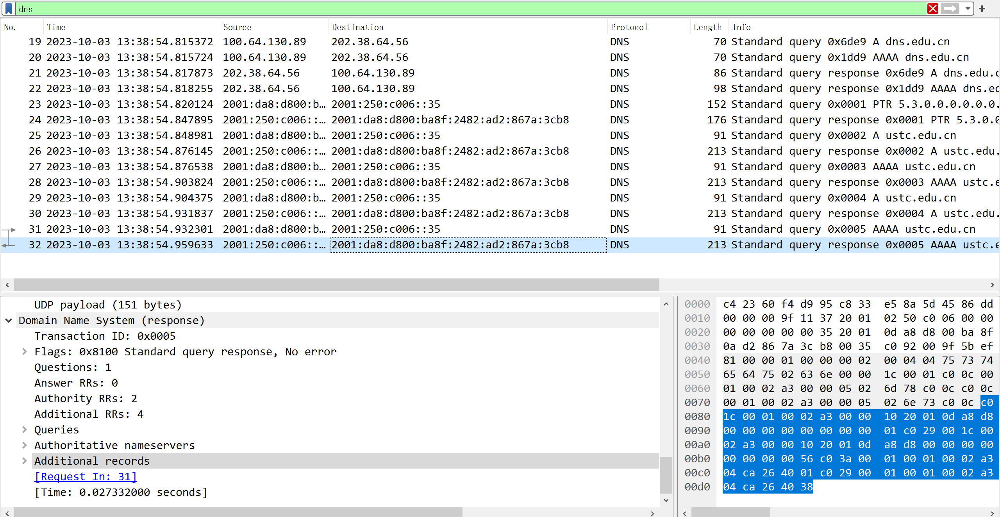 dns
No. Time Source Destination Protocol Length Info
19 2023-10-03 13:38:54.815372 100.64.130.89 202.38.64.56 DNS 70 Standard query 0x6de9 A dns.edu.cn
20 2023-10-03 13:38:54.815724 100.64.130.89 202.38.64.56 DNS 70 Standard query 0x1dd9 AAAA dns.edu.cn
21 2023-10-03 13:38:54.817873 202.38.64.56 100.64.130.89 DNS 86 Standard query response 0x6de9 A dns.edu.c
22 2023-10-03 13:38:54.818255 202.38.64.56 100.64.130.89 DNS 98 Standard query response 0x1dd9 AAAA dns.ed
23 2023-10-03 13:38:54.820124 2001:da8:d800:b… 2001:250:c006::35 DNS 152 Standard query 0x0001 PTR 5.3.0.0.0.0.0.0.
24 2023-10-03 13:38:54.847895 2001:250:c006::… 2001:da8:d800:ba8f:2482:ad2:867a:3cb8 DNS 176 Standard query response 0x0001 PTR 5.3.0.0
25 2023-10-03 13:38:54.848981 2001:da8:d800:b… 2001:250:c006::35 DNS 91 Standard query 0x0002 A ustc.edu.cn
26 2023-10-03 13:38:54.876145 2001:250:c006::… 2001:da8:d800:ba8f:2482:ad2:867a:3cb8 DNS 213 Standard query response 0x0002 A ustc.edu.
27 2023-10-03 13:38:54.876538 2001:da8:d800:b… 2001:250:c006::35 DNS 91 Standard query 0x0003 AAAA ustc.edu.cn
28 2023-10-03 13:38:54.903824 2001:250:c006::… 2001:da8:d800:ba8f:2482:ad2:867a:3cb8 DNS 213 Standard query response 0x0003 AAAA ustc.e
29 2023-10-03 13:38:54.904375 2001:da8:d800:b… 2001:250:c006::35 DNS 91 Standard query 0x0004 A ustc.edu.cn
30 2023-10-03 13:38:54.931837 2001:250:c006::… 2001:da8:d800:ba8f:2482:ad2:867a:3cb8 DNS 213 Standard query response 0x0004 A ustc.edu.
31 2023-10-03 13:38:54.932301 2001:da8:d800:b… 2001:250:c006::35 DNS 91 Standard query 0x0005 AAAA ustc.edu.cn
32 2023-10-03 13:38:54.959633 2001:250:c006::… 2001:da8:d800:ba8f:2482:ad2:867a:3cb8 DNS 213 Standard query response 0x0005 AAAA ustc.e
UDP payload (151 bytes)
Domain Name System (response)
Transaction ID: 0x0005
Flags: 0x8100 Standard query response, No error
Questions: 1
Answer RRs: 0
Authority RRs: 2
Additional RRs: 4
Queries
Authoritative nameservers
Additional records
[Request In: 31]
[Time: 0.027332000 seconds]
0000 c4 23 60 f4 d9 95 c8 33 e5 8a 5d 45 86 dd
0010 00 00 00 9f 11 37 20 01 02 50 c0 06 00 00
0020 00 00 00 00 00 35 20 01 0d a8 d8 00 ba 8f
0030 0a d2 86 7a 3c b8 00 35 c0 92 00 9f 5b ef
0040 81 00 00 01 00 00 00 02 00 04 04 75 73 74
0050 65 64 75 02 63 6e 00 00 1c 00 01 c0 0c 00
0060 01 00 02 a3 00 00 05 02 6d 78 c0 0c c0 0c
0070 00 01 00 02 a3 00 00 05 02 6e 73 c0 0c c0
0080 1c 00 01 00 02 a3 00 00 10 20 01 0d a8 d8
0090 00 00 00 00 00 00 00 00 01 c0 29 00 1c 00
00a0 02 a3 00 00 10 20 01 0d a8 d8 00 00 00 00
00b0 00 00 00 00 56 c0 3a 00 01 00 01 00 02 a3
00c0 04 ca 26 40 01 c0 29 00 01 00 01 00 02 a3
00d0 04 ca 26 40 38